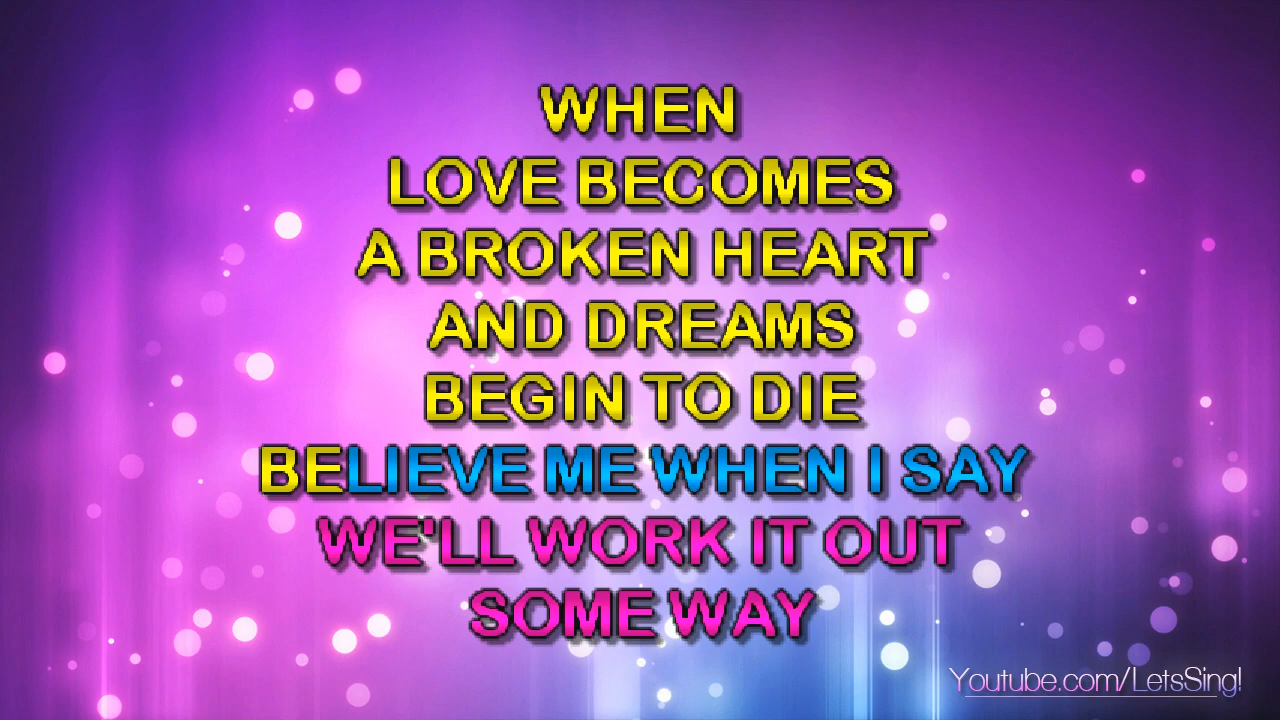 WHEN
LOVE BECOMES
A BROKEN HEART
AND DREAMS
BEGIN TO DIE
BELIEVE ME WHEN I SAY
WE'LL WORK IT OUT
SOME WAY
Youtube.com/LetsSing!